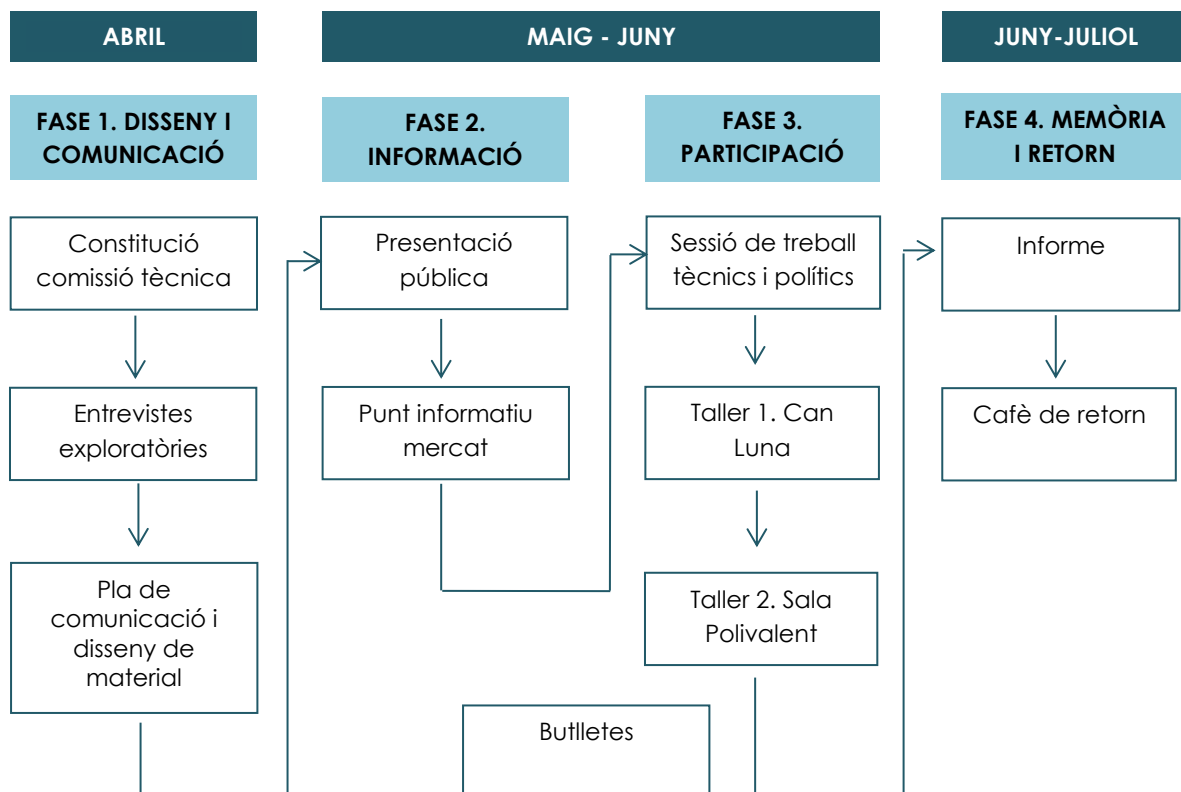 ABRIL
MAIG - JUNY
JUNY-JULIOL
FASE 1. DISSENY I
COMUNICACIÓ
FASE 2.
INFORMACIÓ
FASE 3.
PARTICIPACIÓ
FASE 4. MEMÒRIA
I RETORN
Constitució
comissió tècnica
Presentació
pública
Sessió de treball
tècnics i polítics
Informe
Entrevistes
exploratòries
Punt informatiu
mercat
Taller 1. Can
Luna
Cafè de retorn
Pla de
comunicació i
disseny de
material
Taller 2. Sala
Polivalent
Butlletes